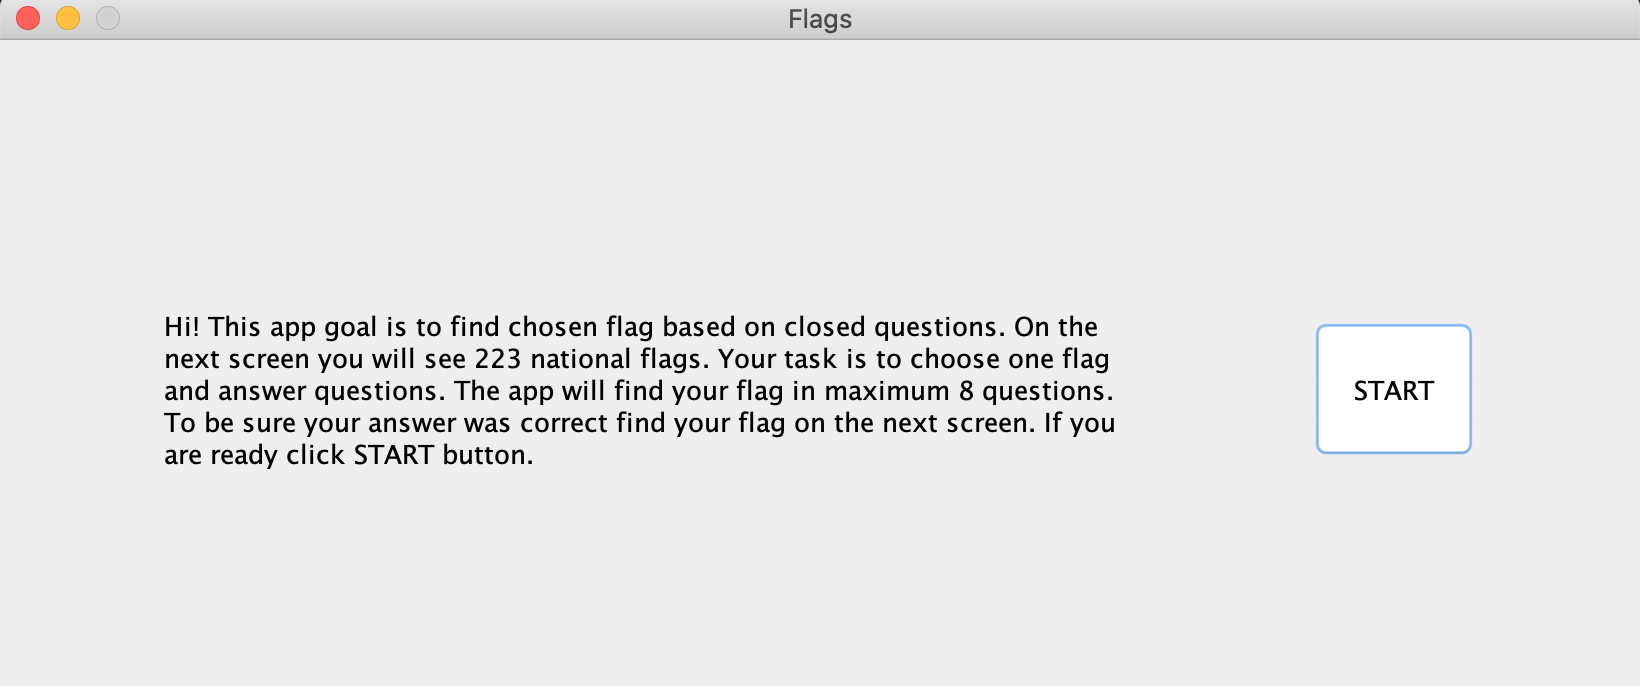 Flags
Hi! This app goal is to find chosen flag based on closed questions. On the
next screen you will see 223 national flags. Your task is to choose one flag
and answer questions. The app will find your flag in maximum 8 questions.
To be sure your answer was correct find your flag on the next screen. If you
are ready click START button.
START